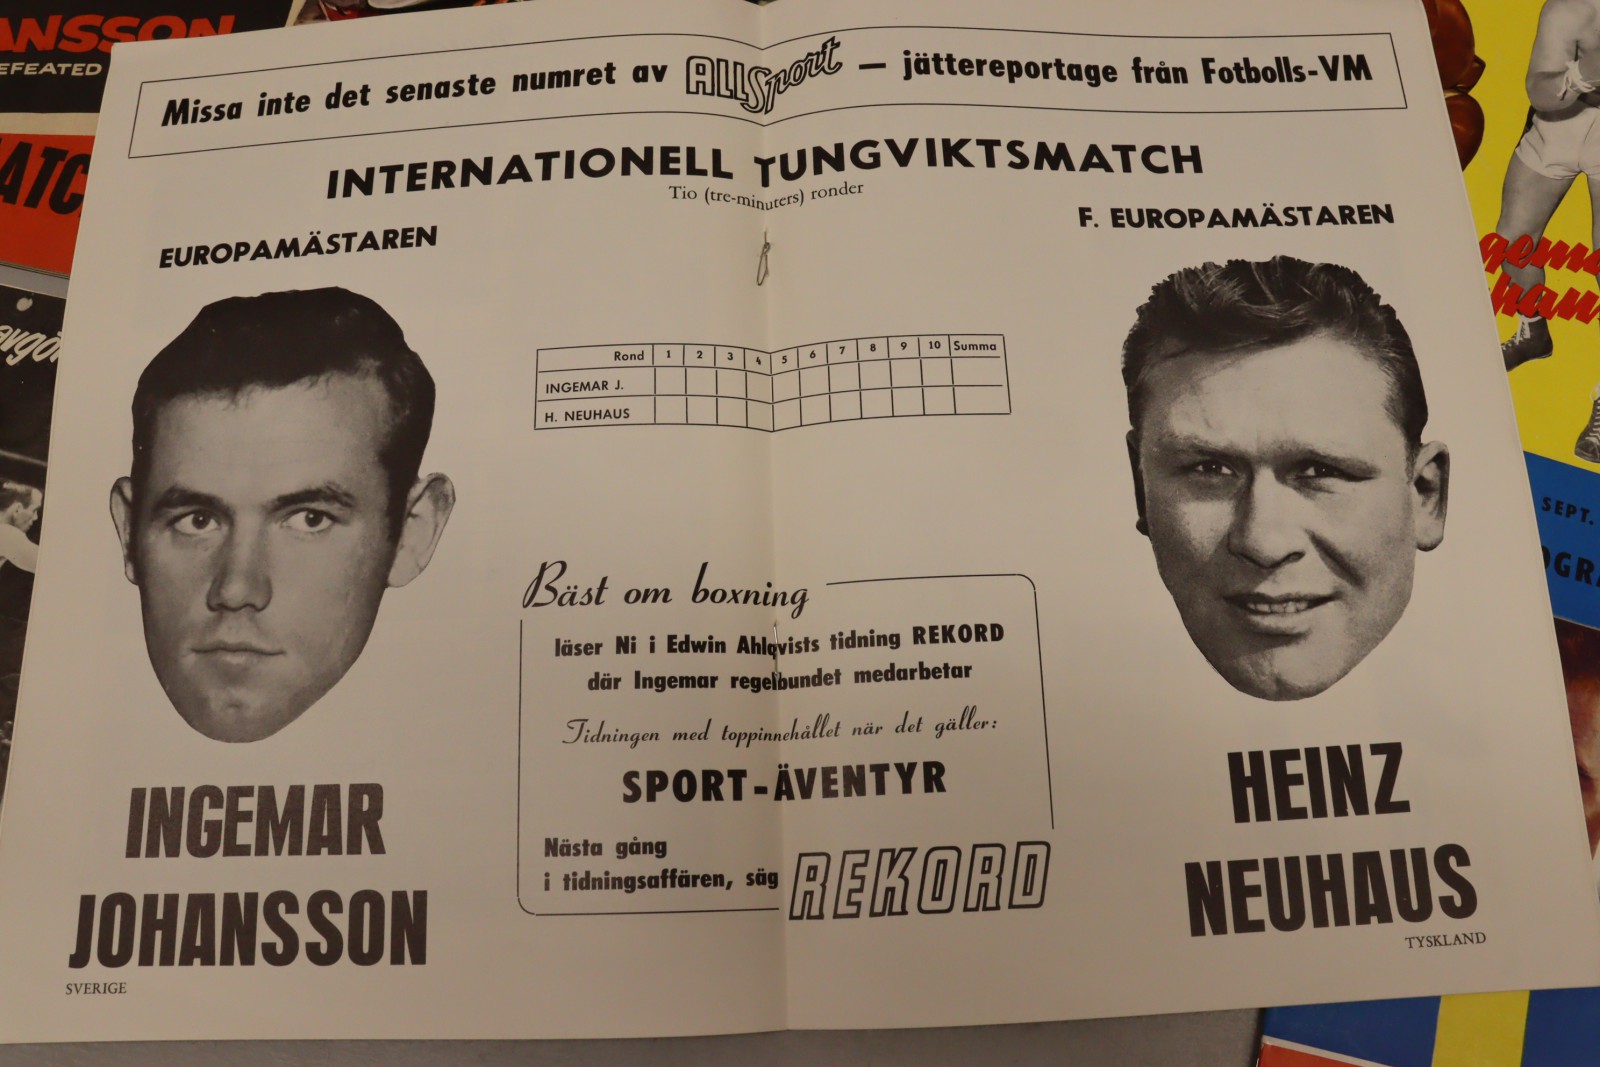 Missa inte det senaste numret av ALLSport — jättereportage från Fotbolls-VM
INTERNATIONELL TUNGVIKTSMATCH
Tio (tre-minuters) ronder
EUROPAMÄSTAREN
F. EUROPAMÄSTAREN
Rond 1 2 3 4 5 6 7 8 9 10 Summa
INGEMAR J.
H. NEUHAUS
Bäst om boxning
läser Ni i Edwin Ahlqvists tidning REKORD
där Ingemar regelbundet medarbetar
Tidningen med toppinnehållet när det gäller:
SPORT-ÄVENTYR
Nästa gång
i tidningsaffären, säg REKORD
INGEMAR
JOHANSSON
SVERIGE
HEINZ
NEUHAUS
TYSKLAND
SEPT.